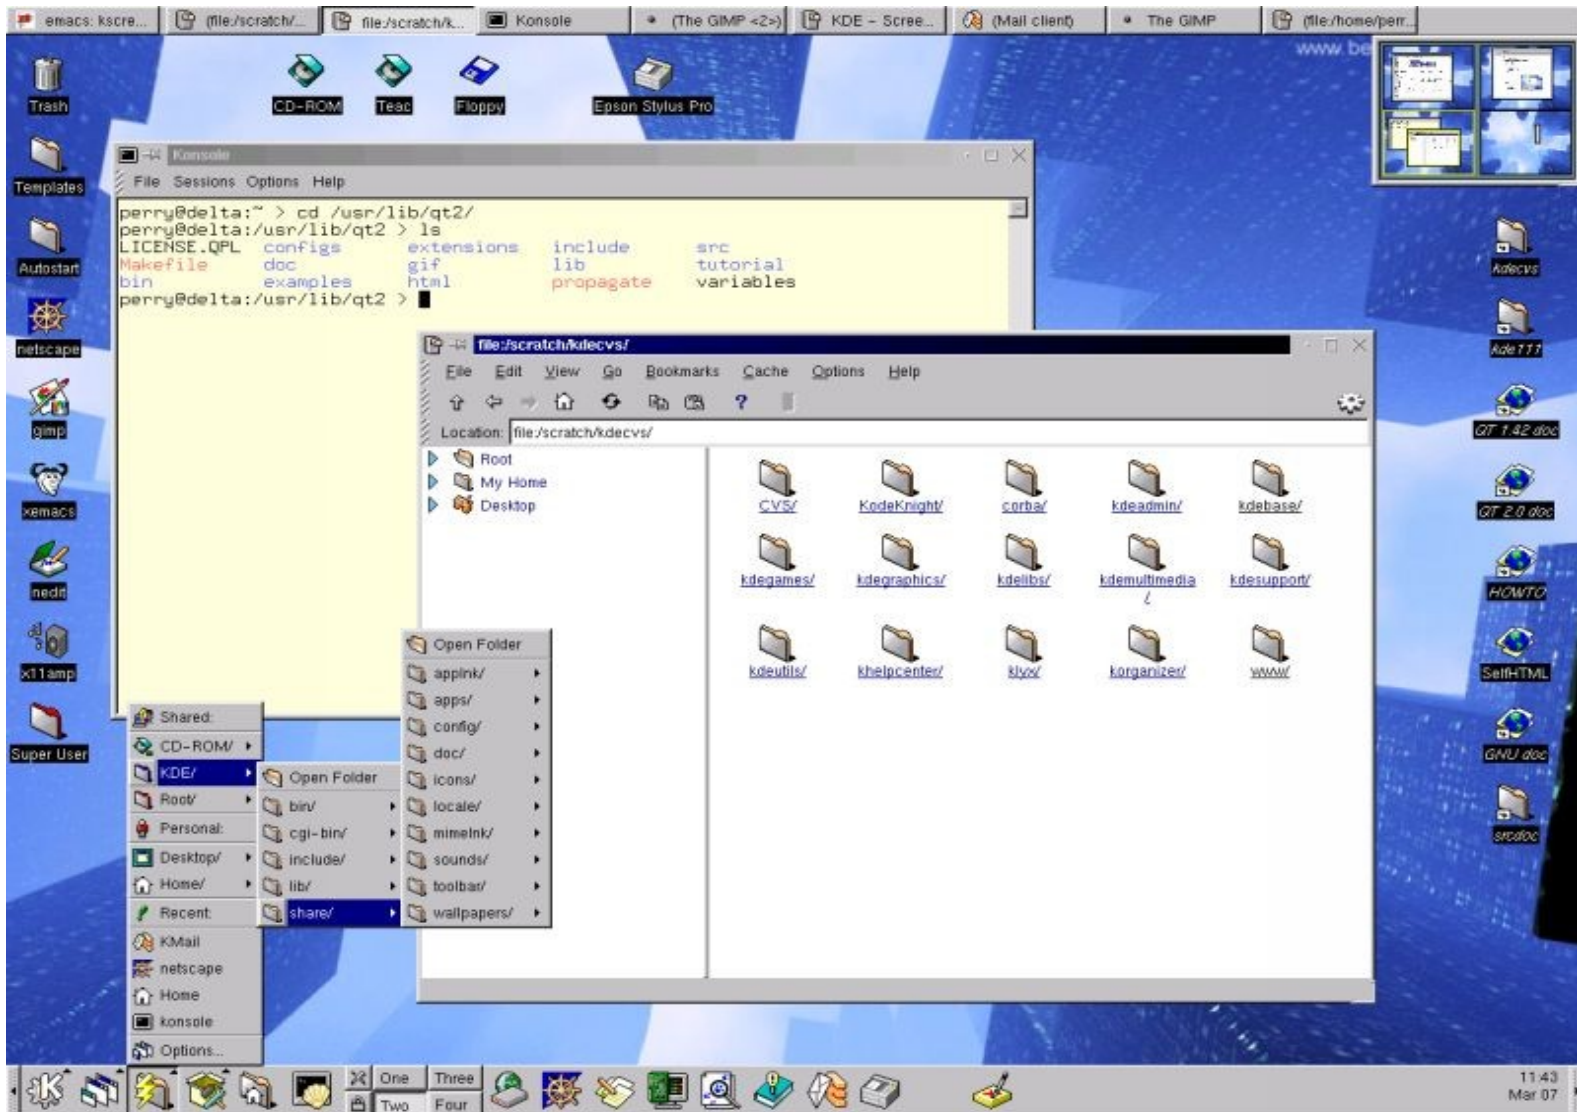 emacs: kscre...
(file:/scratch/...
file:/scratch/k...
Konsole
(The GIMP <2>)
KDE - Scree...
(Mail client)
The GIMP
(file:/home/perr...
www.be
Trash
CD-ROM
Teac
Floppy
Epson Stylus Pro
Templates
Autostart
netscape
gimp
xemacs
nedit
x11amp
Super User
Konsole
File Sessions Options Help
perry@delta:~ > cd /usr/lib/qt2/
perry@delta:/usr/lib/qt2 > ls
LICENSE.QPL configs extensions include src
Makefile doc gif lib tutorial
bin examples html propagate variables
perry@delta:/usr/lib/qt2 >
file:/scratch/kdecvs/
File Edit View Go Bookmarks Cache Options Help
Location: file:/scratch/kdecvs/
Root
My Home
Desktop
CVS/ KodeKnight/ corba/ kdeadmin/ kdebase/
kdegames/ kdegraphics/ kdelibs/ kdemultimedia kdesupport/
/
kdeutils/ khelpcenter/ klyx/ korganizer/ www/
kdecvs
kde111
QT 1.42 doc
QT 2.0 doc
HOWTO
SelfHTML
GNU doc
srcdoc
Shared:
CD-ROM/
KDE/
Root/
Personal:
Desktop/
Home/
Recent:
KMail
netscape
Home
konsole
Options...
Open Folder
bin/
cgi-bin/
include/
lib/
share/
Open Folder
applnk/
apps/
config/
doc/
icons/
locale/
mimelnk/
sounds/
toolbar/
wallpapers/
One Three
Two Four
11:43
Mar 07